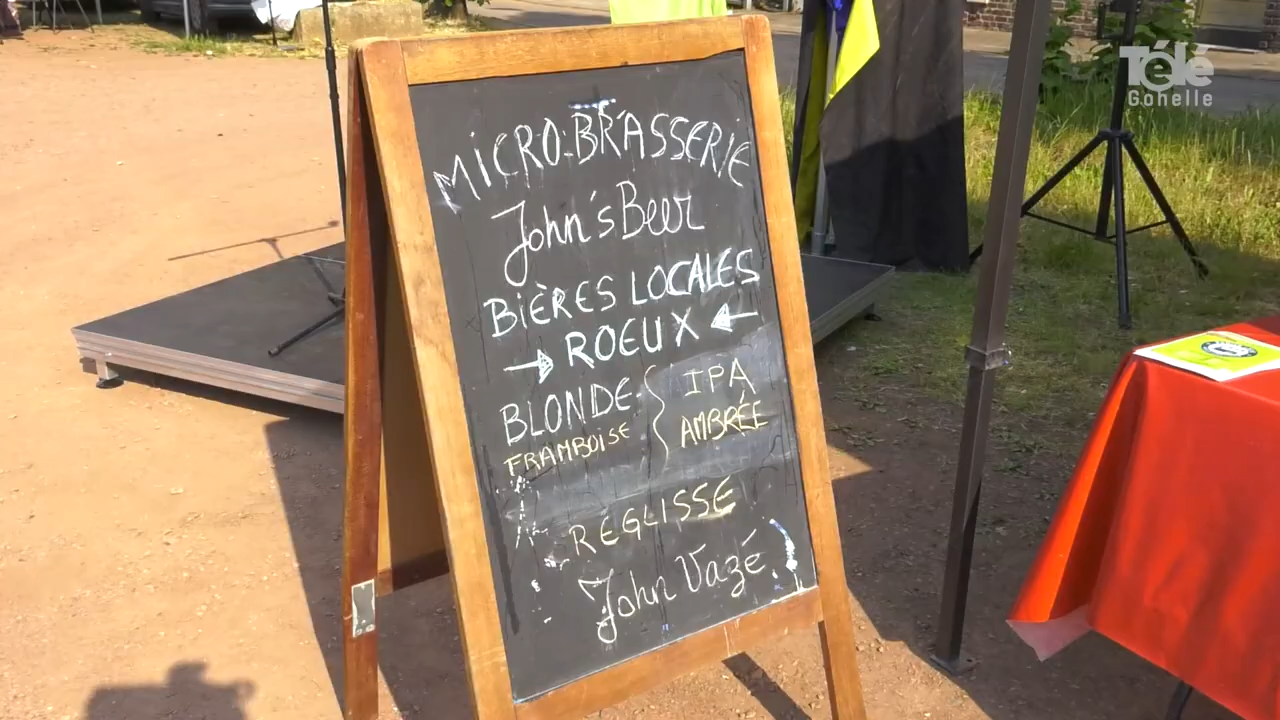 Télé
Gohelle
MICRO-BRASSERIE
John's Beer
BIÈRES LOCALES
→ ROEUX ←
BLONDE { IPA
FRAMBOISE AMBRÉE
REGLISSE
John Vazé